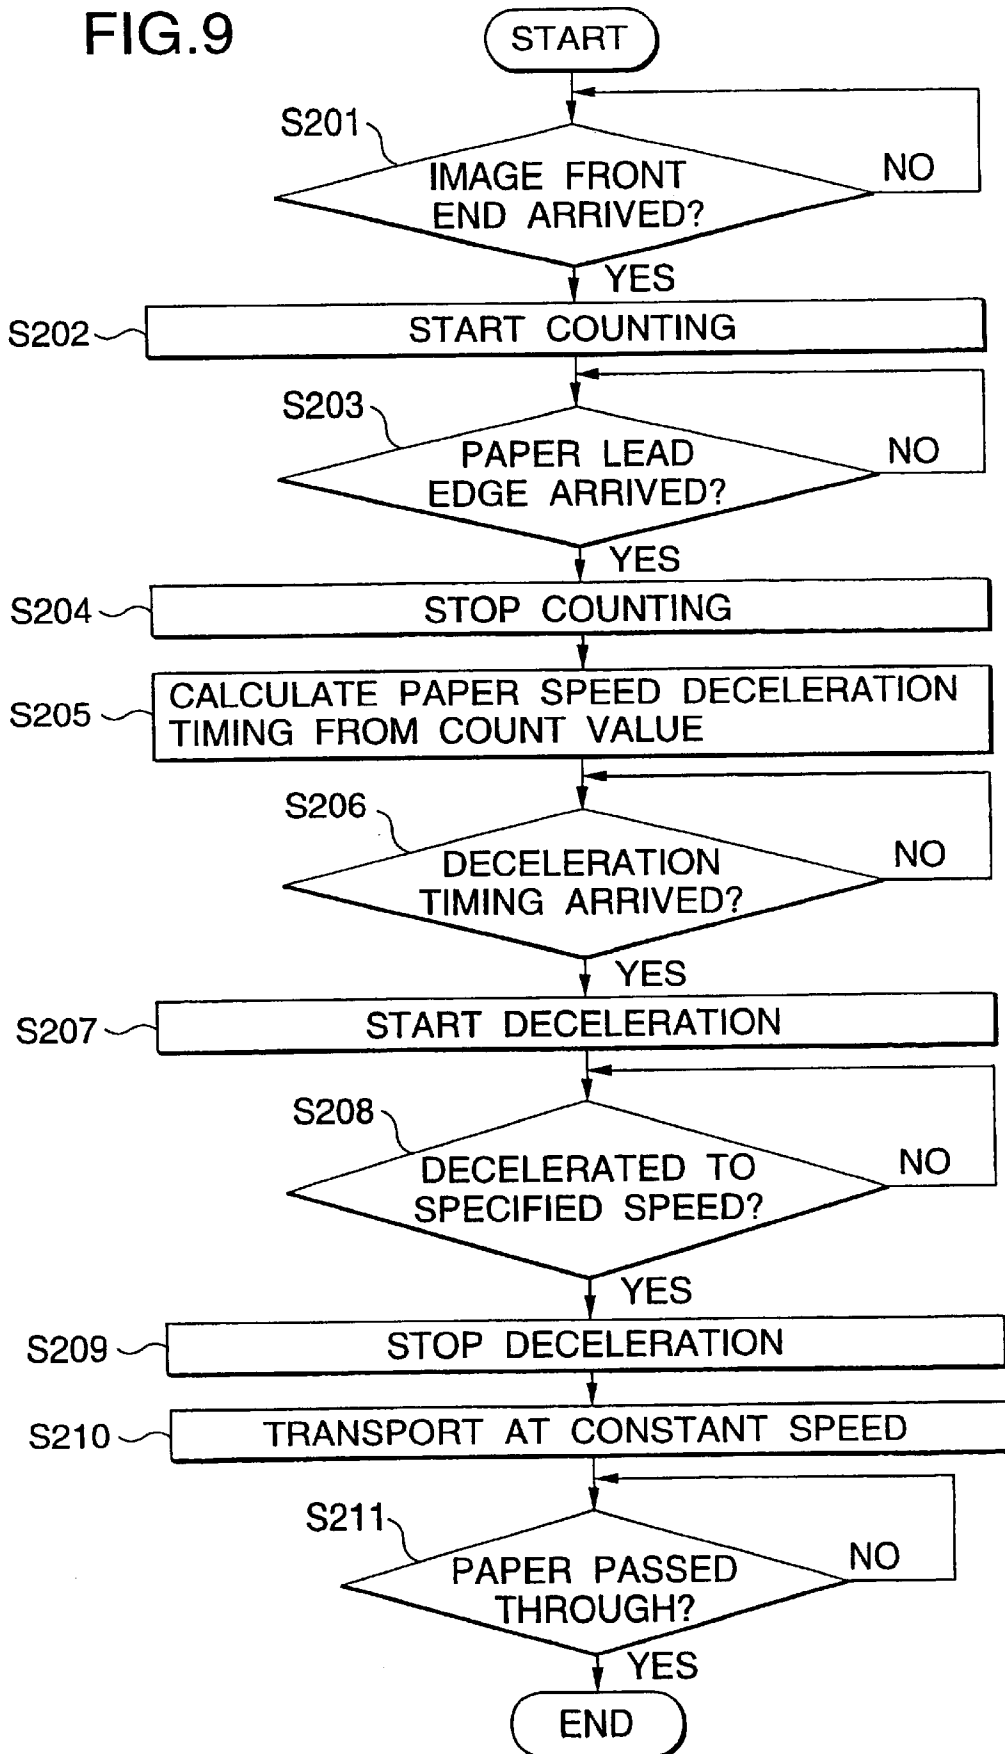 FIG.9
START
S201
IMAGE FRONT
END ARRIVED?
NO
YES
S202
START COUNTING
S203
PAPER LEAD
EDGE ARRIVED?
NO
YES
S204
STOP COUNTING
S205
CALCULATE PAPER SPEED DECELERATION
TIMING FROM COUNT VALUE
S206
DECELERATION
TIMING ARRIVED?
NO
YES
S207
START DECELERATION
S208
DECELERATED TO
SPECIFIED SPEED?
NO
YES
S209
STOP DECELERATION
S210
TRANSPORT AT CONSTANT SPEED
S211
PAPER PASSED
THROUGH?
NO
YES
END